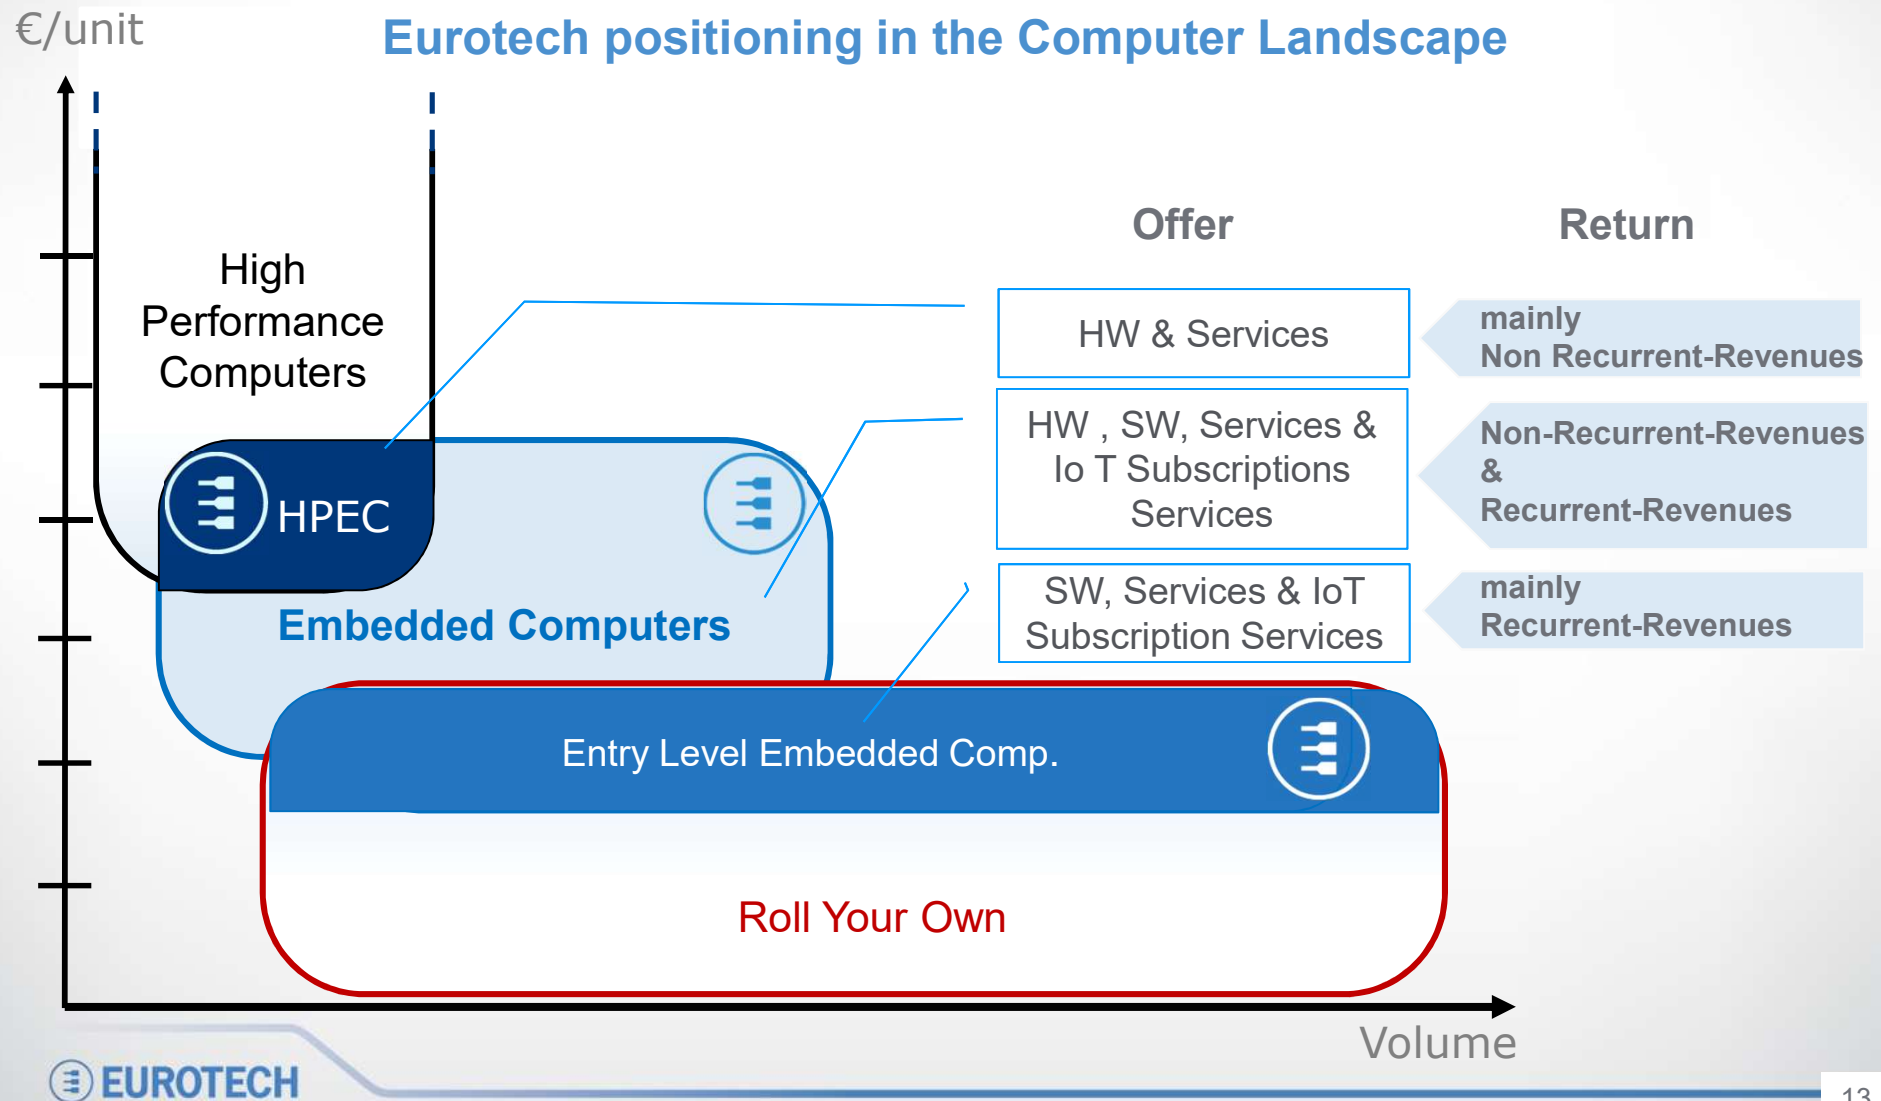 €/unit
Eurotech positioning in the Computer Landscape
Offer
Return
High
Performance
Computers
HW & Services
mainly
Non Recurrent-Revenues
HW , SW, Services &
Io T Subscriptions
Services
Non-Recurrent-Revenues
&
Recurrent-Revenues
HPEC
SW, Services & IoT
Subscription Services
mainly
Recurrent-Revenues
Embedded Computers
Entry Level Embedded Comp.
Roll Your Own
Volume
EUROTECH
13